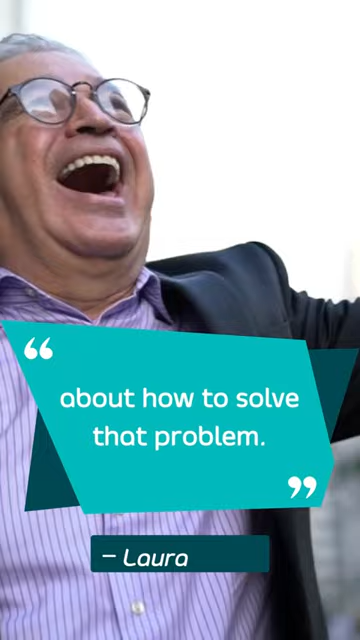 “
about how to solve
that problem.
”
– Laura